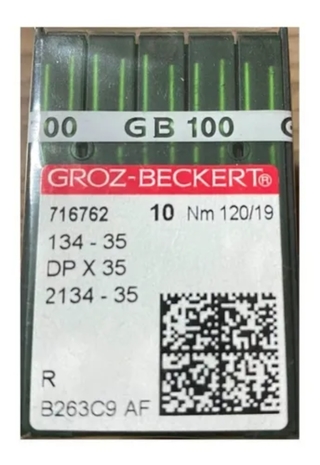 00 GB 100 G
GROZ-BECKERT®
716762 10 Nm 120/19
134 - 35
DP X 35
2134 - 35
R
B263C9 AF